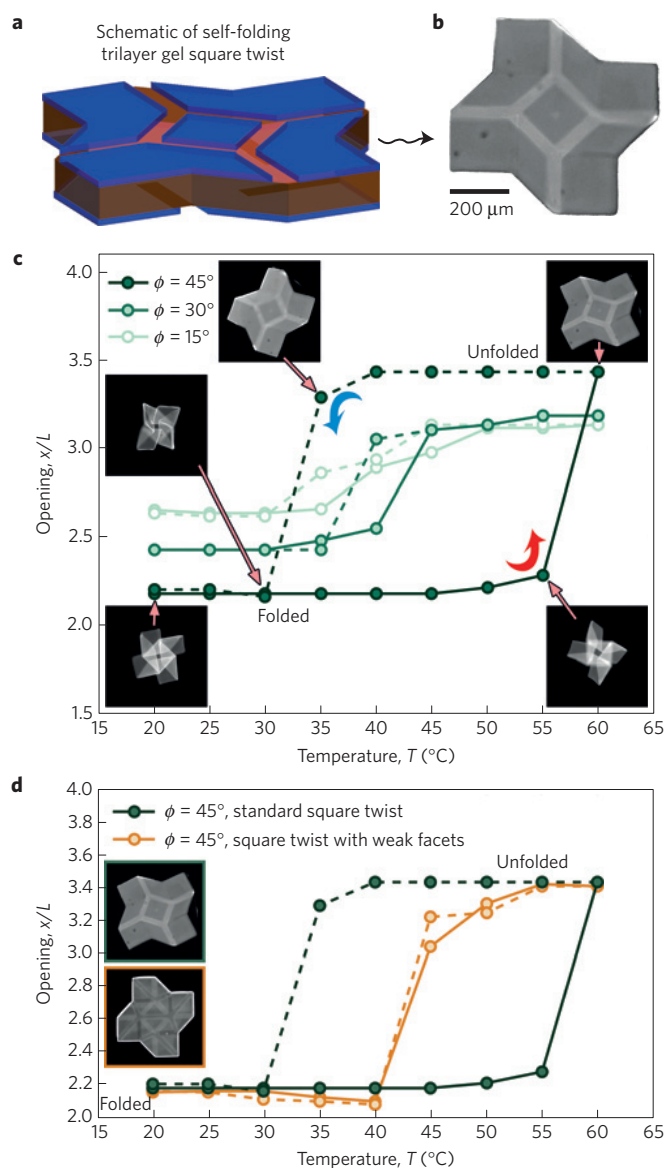 a
Schematic of self-folding
trilayer gel square twist
b
200 μm
c
Opening, x/L
4.0
3.5
3.0
2.5
2.0
1.5
ϕ = 45°
ϕ = 30°
ϕ = 15°
Unfolded
Folded
15 20 25 30 35 40 45 50 55 60 65
Temperature, T (°C)
d
Opening, x/L
4.0
3.8
3.6
3.4
3.2
3.0
2.8
2.6
2.4
2.2
2.0
ϕ = 45°, standard square twist
ϕ = 45°, square twist with weak facets
Unfolded
Folded
15 20 25 30 35 40 45 50 55 60 65
Temperature, T (°C)